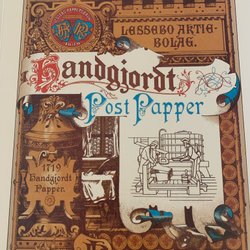 LESSEBO AKTIE-
BOLAG.
Handgjordt
Post Papper
1719
Handgjordt
Papper.